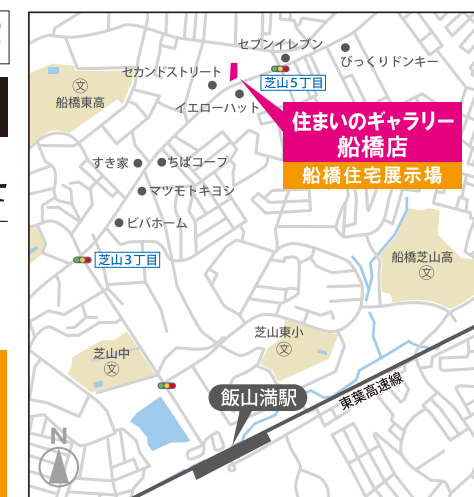 セブンイレブン
びっくりドンキー
セカンドストリート
芝山5丁目
文
船橋東高
イエローハット
住まいのギャラリー
船橋店
船橋住宅展示場
すき家
ちばコープ
マツモトキヨシ
ビバホーム
芝山3丁目
船橋芝山高
文
芝山東小
文
芝山中
文
飯山満駅
東葉高速線
N